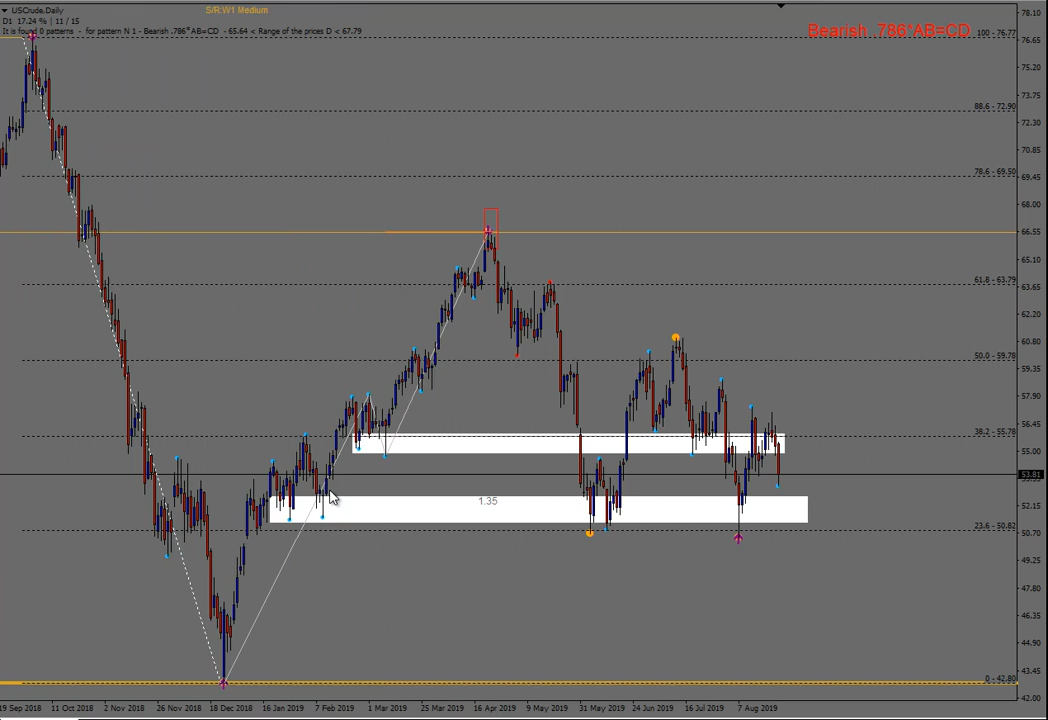 USCrude,Daily
S/R:W1 Medium
D1 17.24 % | 11 / 15
It is found 0 patterns - for pattern N 1 - Bearish .786*AB=CD - 65.64 < Range of the prices D < 67.79
Bearish .786*AB=CD
100 - 76.77
88.6 - 72.90
78.6 - 69.50
61.8 - 63.79
50.0 - 59.78
38.2 - 55.78
1.35
23.6 - 50.82
0 - 42.80
78.10
76.65
75.20
73.75
72.30
70.85
69.45
68.00
66.55
65.10
63.65
62.20
60.80
59.35
57.90
56.45
55.00
53.81
52.15
50.70
49.25
47.80
46.35
44.90
43.45
42.00
19 Sep 2018
11 Oct 2018
2 Nov 2018
26 Nov 2018
18 Dec 2018
16 Jan 2019
7 Feb 2019
1 Mar 2019
25 Mar 2019
16 Apr 2019
9 May 2019
31 May 2019
24 Jun 2019
16 Jul 2019
7 Aug 2019